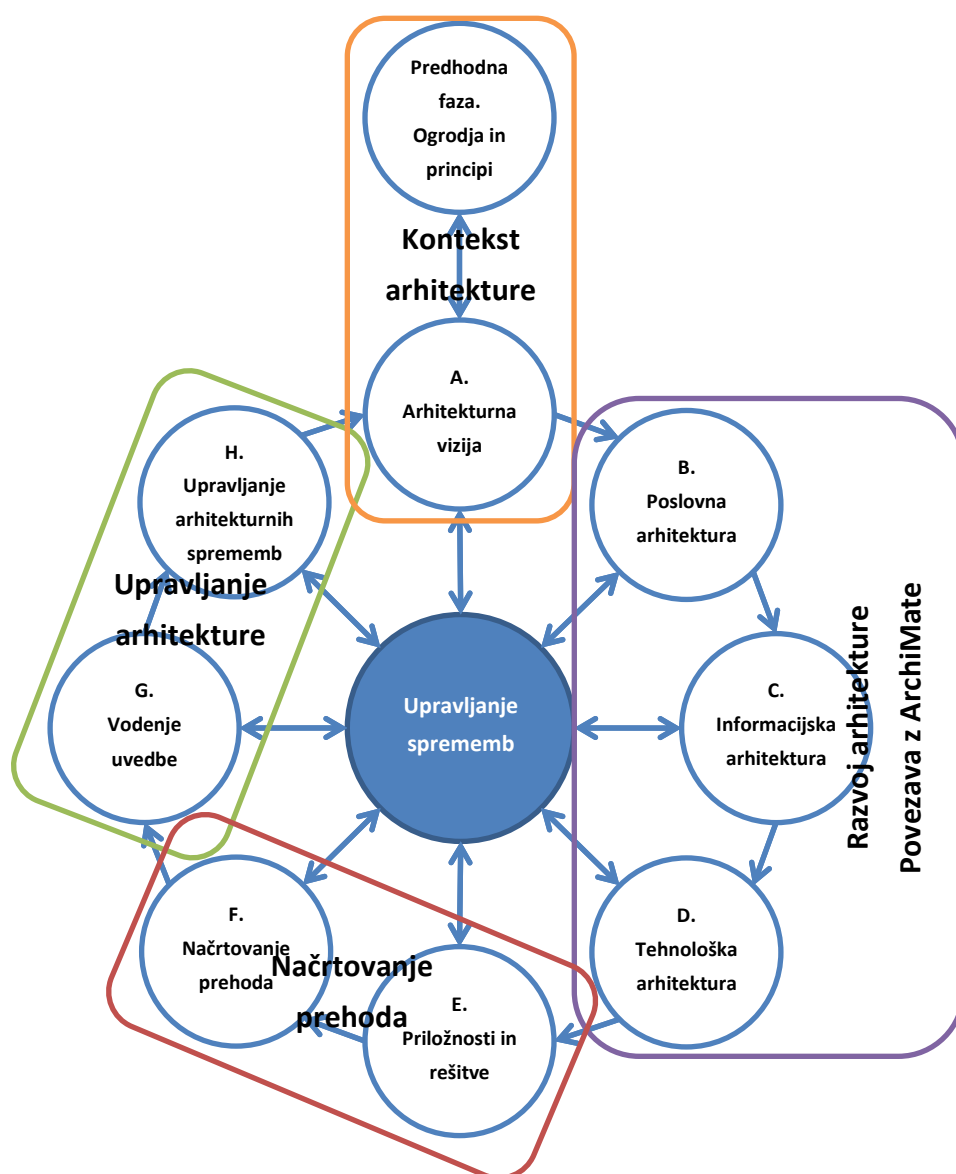 Predhodna
faza.
Ogrodja in
principi
Kontekst
arhitekture
A.
Arhitekturna
vizija
H.
Upravljanje
arhitekturnih
sprememb
B.
Poslovna
arhitektura
Upravljanje
arhitekture
G.
Vodenje
uvedbe
Upravljanje
sprememb
C.
Informacijska
arhitektura
Razvoj arhitekture
Povezava z ArchiMate
F.
Načrtovanje
prehoda
Načrtovanje
prehoda
E.
Priložnosti in
rešitve
D.
Tehnološka
arhitektura